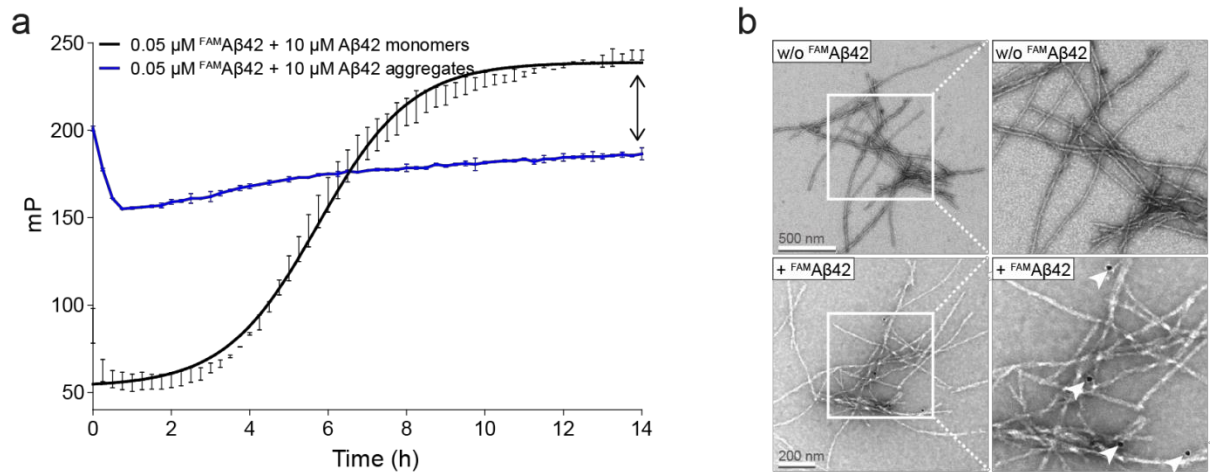 a
0.05 µM ᶠᴬᴹAβ42 + 10 µM Aβ42 monomers
0.05 µM ᶠᴬᴹAβ42 + 10 µM Aβ42 aggregates
250
200
150
100
50
mP
0 2 4 6 8 10 12 14
Time (h)
b
w/o ᶠᴬᴹAβ42
w/o ᶠᴬᴹAβ42
500 nm
+ ᶠᴬᴹAβ42
+ ᶠᴬᴹAβ42
200 nm